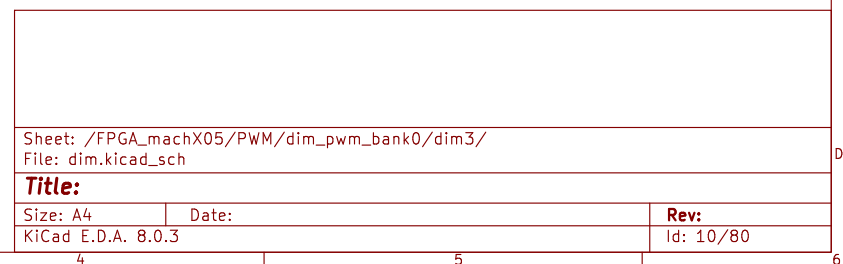 Sheet: /FPGA_machXO5/PWM/dim_pwm_bank0/dim3/
File: dim.kicad_sch
D
Title:
Size: A4 Date: Rev:
KiCad E.D.A. 8.0.3 Id: 10/80
4 5 6